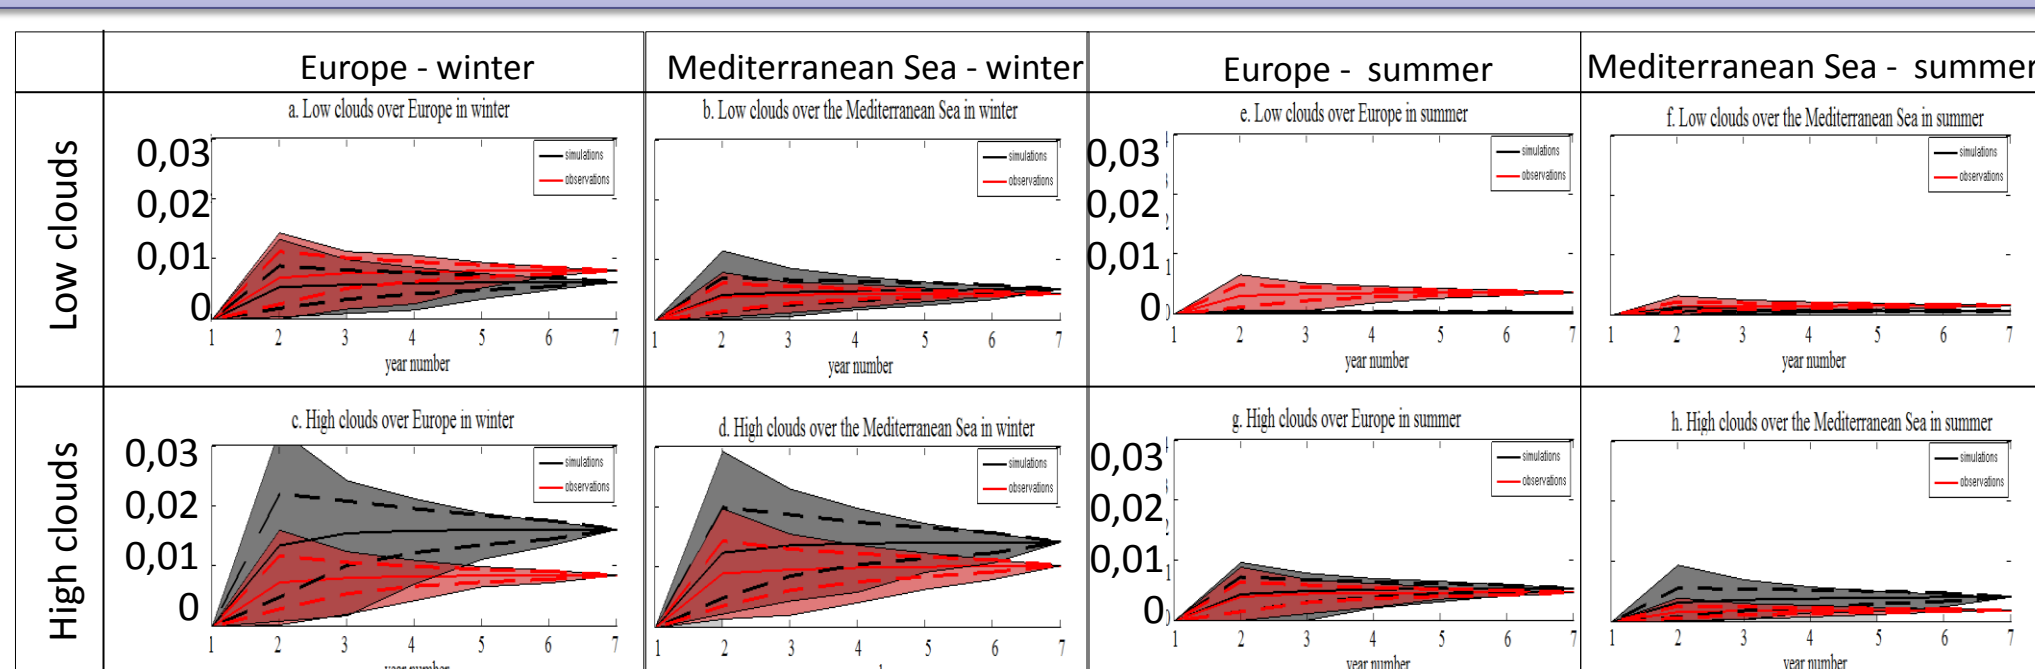 Europe - winter
Mediterranean Sea - winter
Europe - summer
Mediterranean Sea - summer
Low clouds
a. Low clouds over Europe in winter
0,03
0,02
0,01
0
simulations
observations
1 2 3 4 5 6 7
year number
b. Low clouds over the Mediterranean Sea in winter
simulations
observations
1 2 3 4 5 6 7
year number
e. Low clouds over Europe in summer
0,03
0,02
0,01
0
simulations
observations
1 2 3 4 5 6 7
year number
f. Low clouds over the Mediterranean Sea in summer
simulations
observations
1 2 3 4 5 6 7
year number
High clouds
c. High clouds over Europe in winter
0,03
0,02
0,01
0
simulations
observations
1 2 3 4 5 6 7
year number
d. High clouds over the Mediterranean Sea in winter
simulations
observations
1 2 3 4 5 6 7
g. High clouds over Europe in summer
0,03
0,02
0,01
0
simulations
observations
1 2 3 4 5 6 7
year number
h. High clouds over the Mediterranean Sea in summer
simulations
observations
1 2 3 4 5 6 7
year number